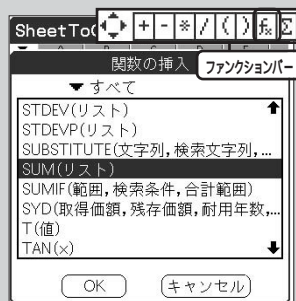 SheetToG + - * / ( ) fx Σ
関数の挿入
ファンクションバー
▼ すべて
STDEV(リスト)
STDEVP(リスト)
SUBSTITUTE(文字列,検索文字列,...
SUM(リスト)
SUMIF(範囲,検索条件,合計範囲)
SYD(取得価額,残存価額,耐用年数,...
T(値)
TAN(×)
OK キャンセル